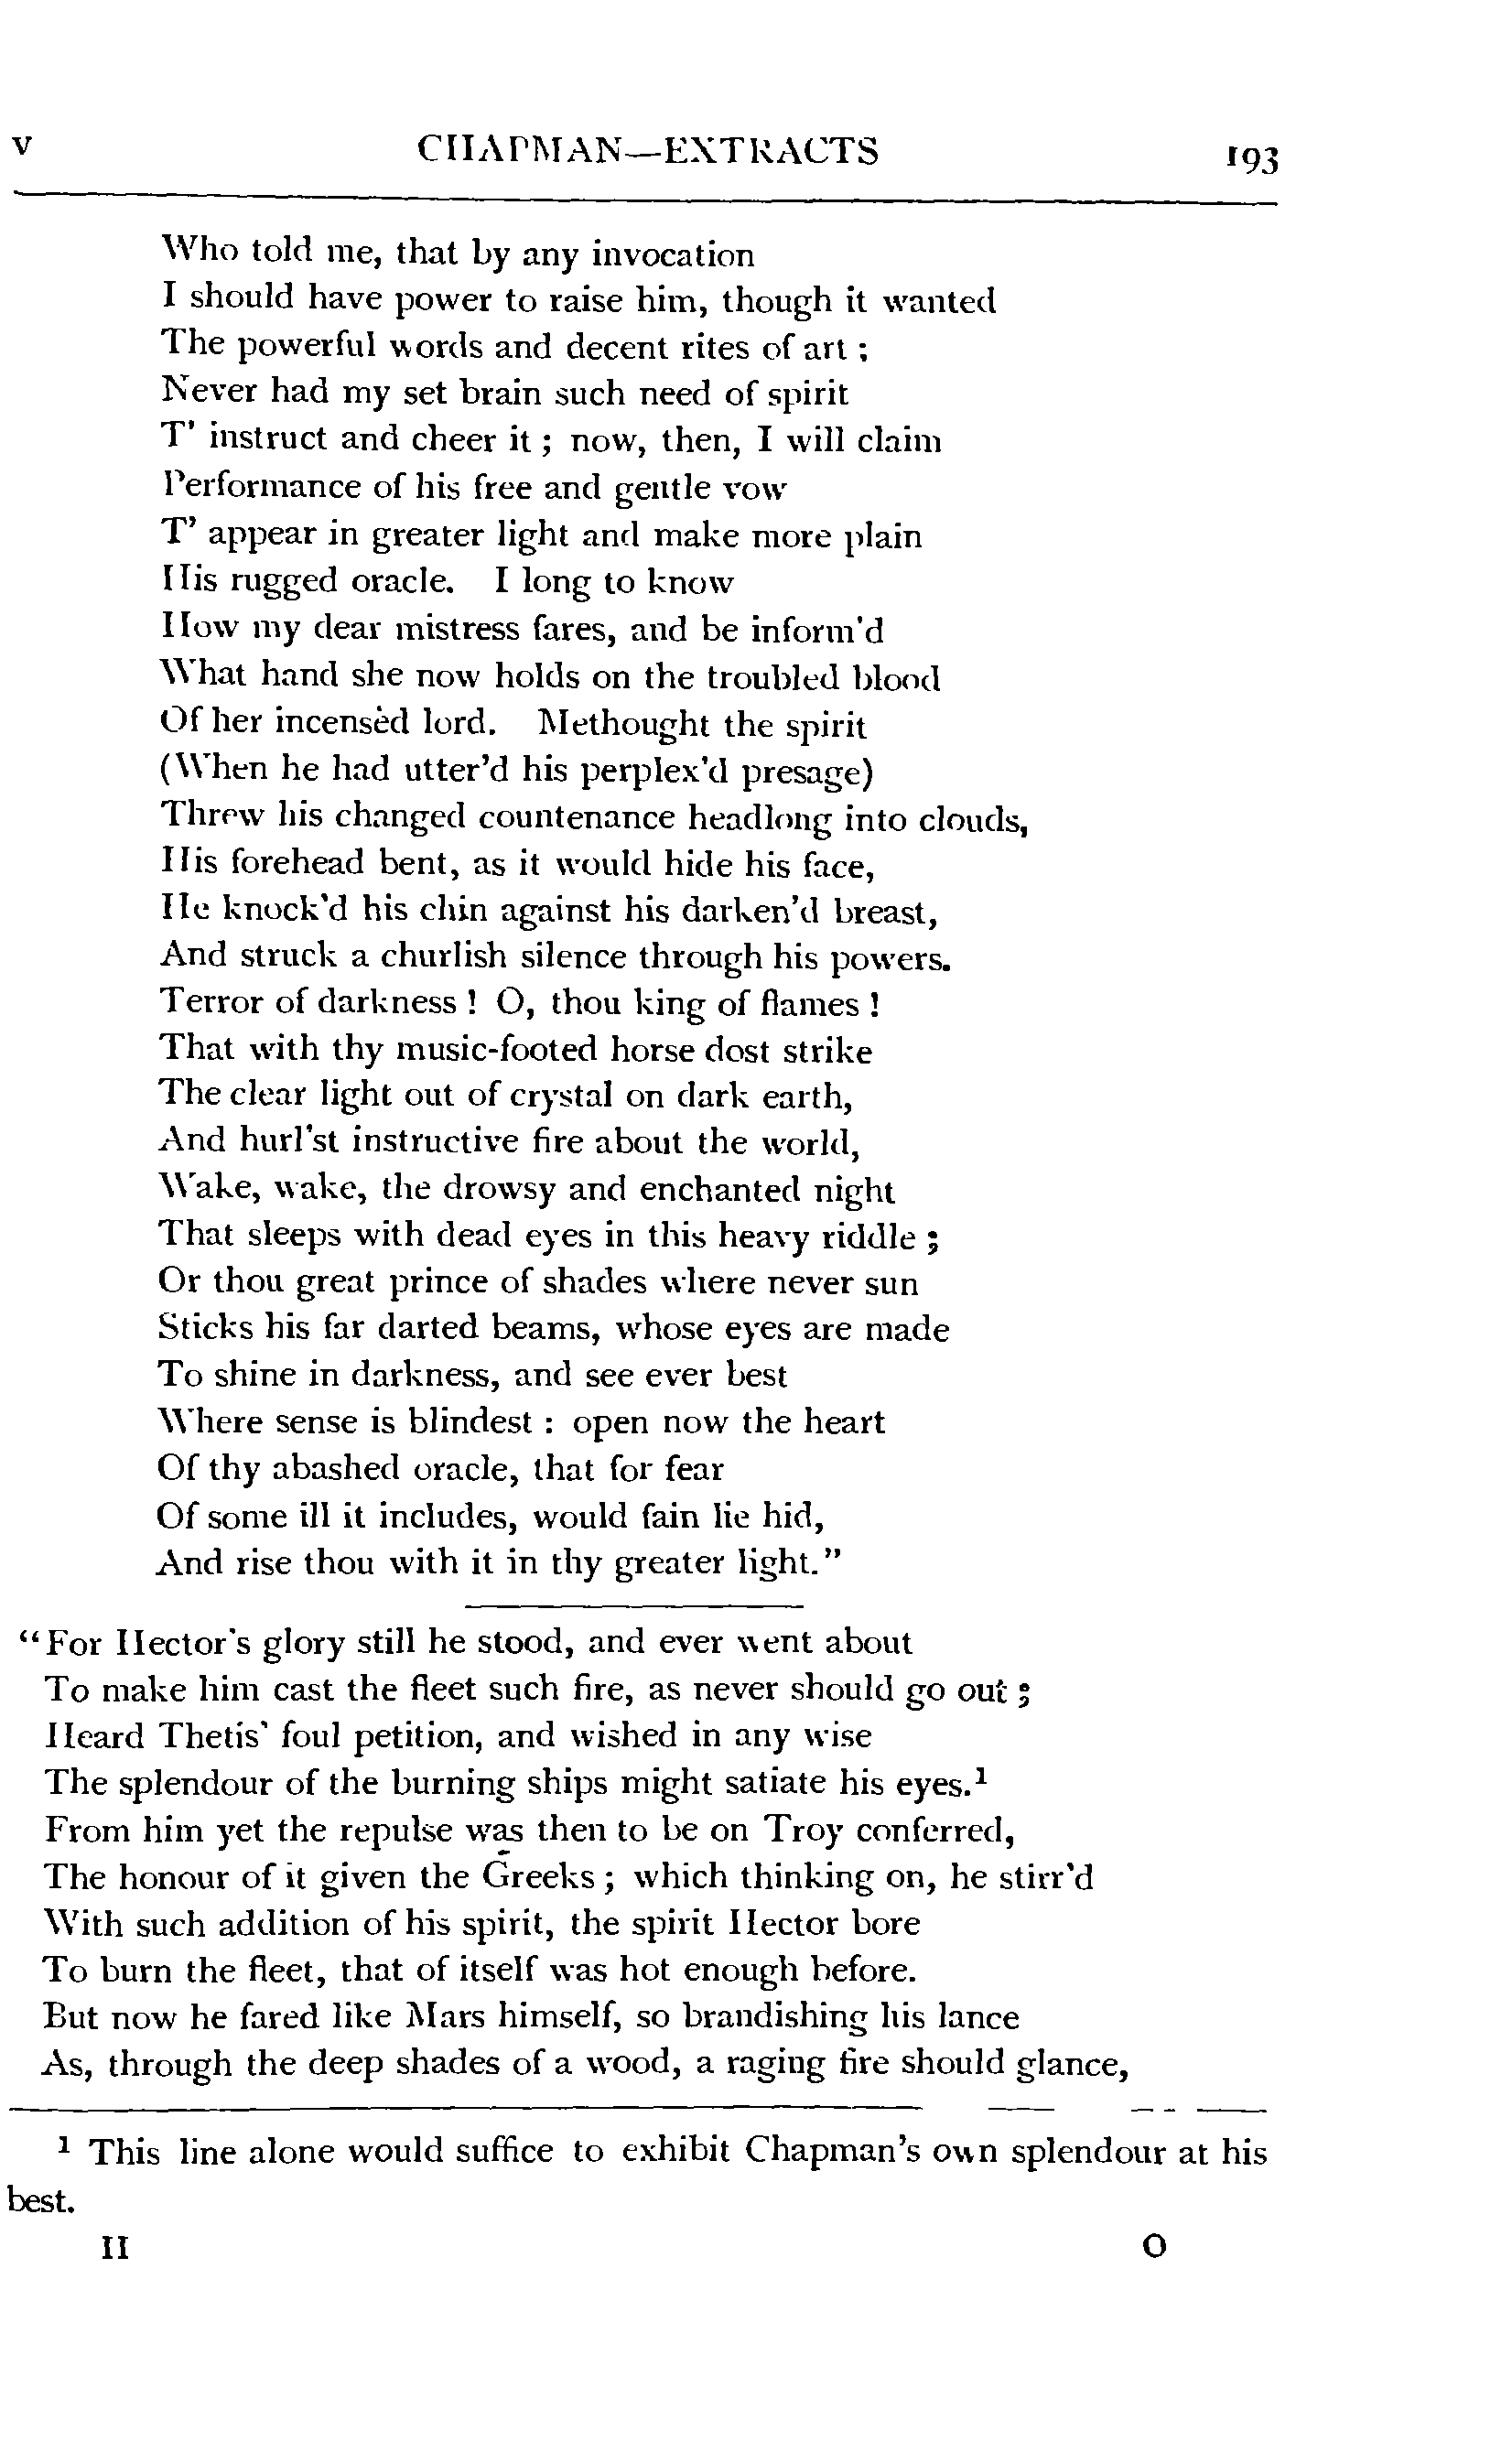 v CHAPMAN—EXTRACTS 193
Who told me, that by any invocation
I should have power to raise him, though it wanted
The powerful words and decent rites of art ;
Never had my set brain such need of spirit
T' instruct and cheer it ; now, then, I will claim
Performance of his free and gentle vow
T' appear in greater light and make more plain
His rugged oracle. I long to know
How my dear mistress fares, and be inform'd
What hand she now holds on the troubled blood
Of her incensèd lord. Methought the spirit
(When he had utter'd his perplex'd presage)
Threw his changed countenance headlong into clouds,
His forehead bent, as it would hide his face,
He knock'd his chin against his darken'd breast,
And struck a churlish silence through his powers.
Terror of darkness ! O, thou king of flames !
That with thy music-footed horse dost strike
The clear light out of crystal on dark earth,
And hurl'st instructive fire about the world,
Wake, wake, the drowsy and enchanted night
That sleeps with dead eyes in this heavy riddle ;
Or thou great prince of shades where never sun
Sticks his far darted beams, whose eyes are made
To shine in darkness, and see ever best
Where sense is blindest : open now the heart
Of thy abashed oracle, that for fear
Of some ill it includes, would fain lie hid,
And rise thou with it in thy greater light."
"For Hector's glory still he stood, and ever went about
To make him cast the fleet such fire, as never should go out ;
Heard Thetis' foul petition, and wished in any wise
The splendour of the burning ships might satiate his eyes.¹
From him yet the repulse was then to be on Troy conferred,
The honour of it given the Greeks ; which thinking on, he stirr'd
With such addition of his spirit, the spirit Hector bore
To burn the fleet, that of itself was hot enough before.
But now he fared like Mars himself, so brandishing his lance
As, through the deep shades of a wood, a raging fire should glance,
¹ This line alone would suffice to exhibit Chapman's own splendour at his
best.
II O